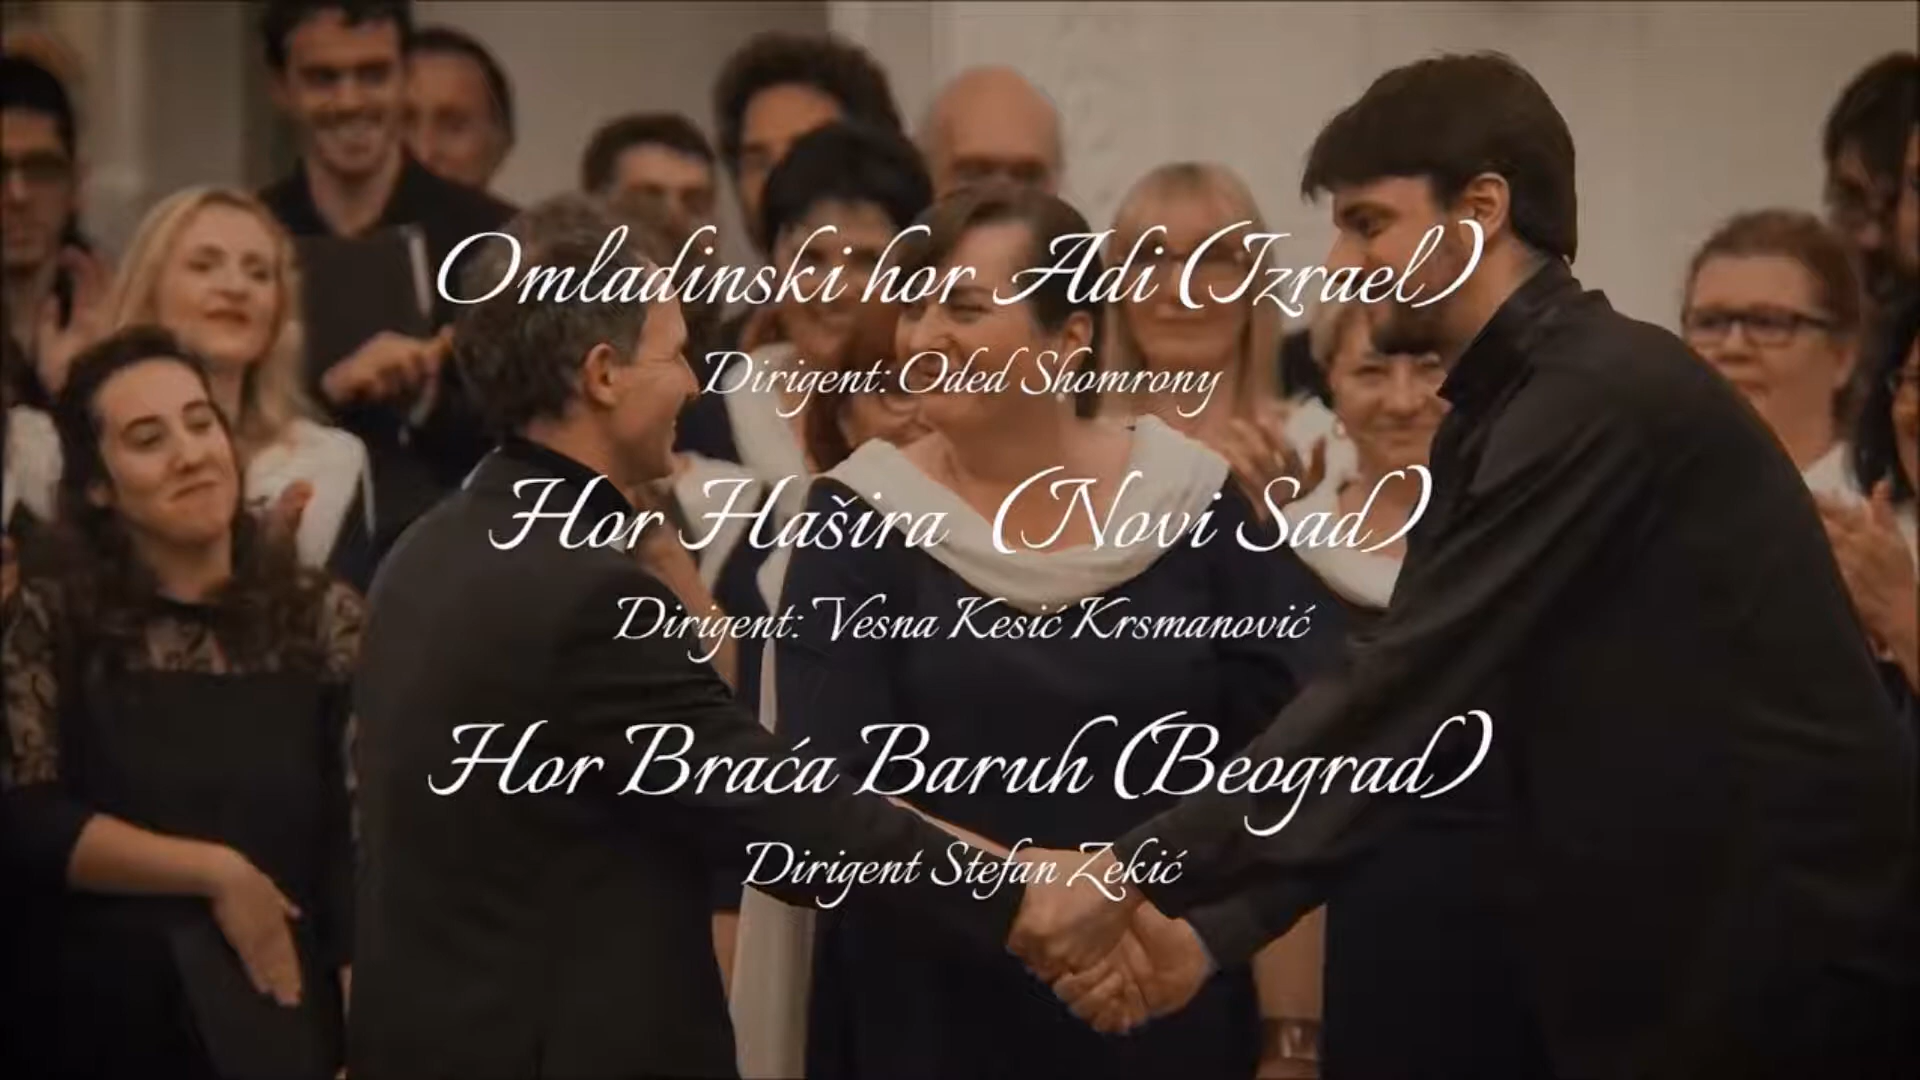 Omladinski hor Adi (Izrael)
Dirigent: Oded Shomrony
Hor Hašira (Novi Sad)
Dirigent: Vesna Kesić Krsmanović
Hor Braća Baruh (Beograd)
Dirigent Stefan Zekić